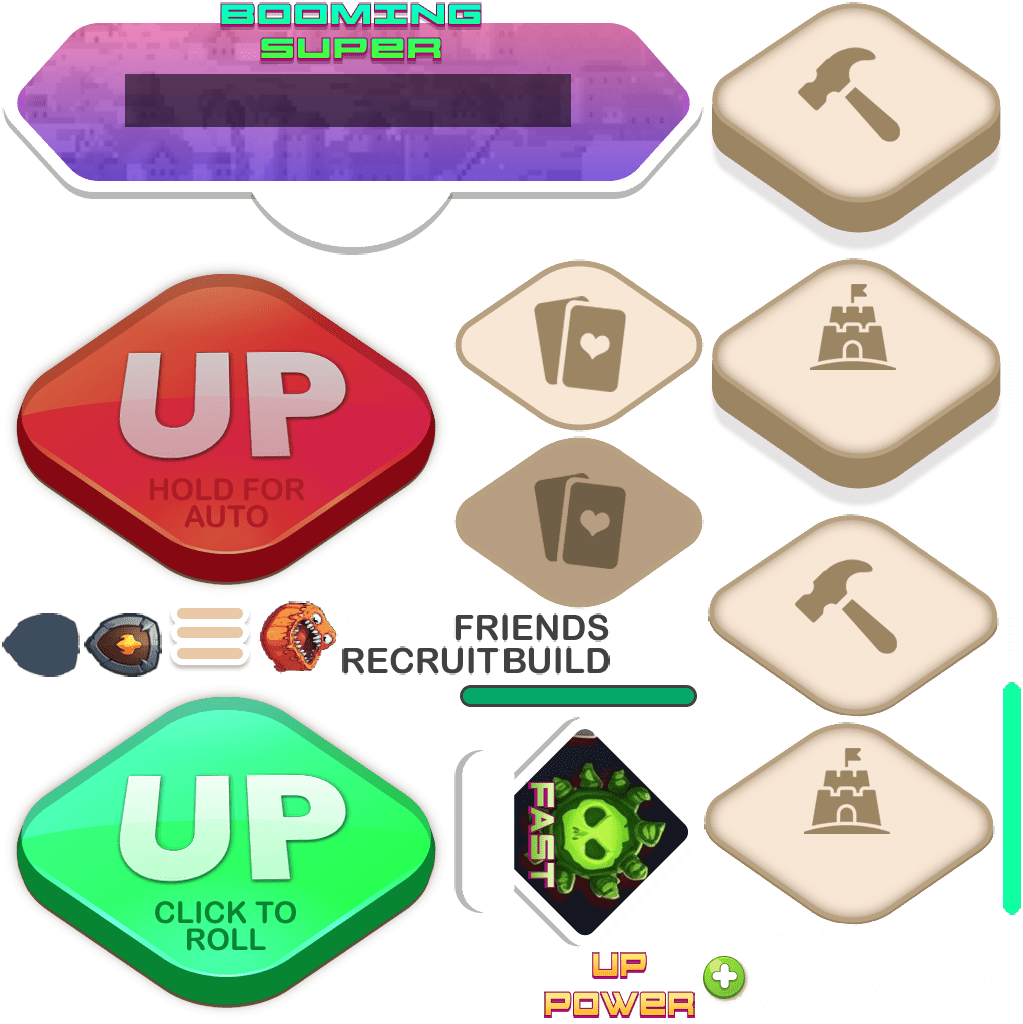 BOOMING
SUPER
UP
HOLD FOR
AUTO
FRIENDS
RECRUIT BUILD
UP
CLICK TO
ROLL
FAST
UP
POWER